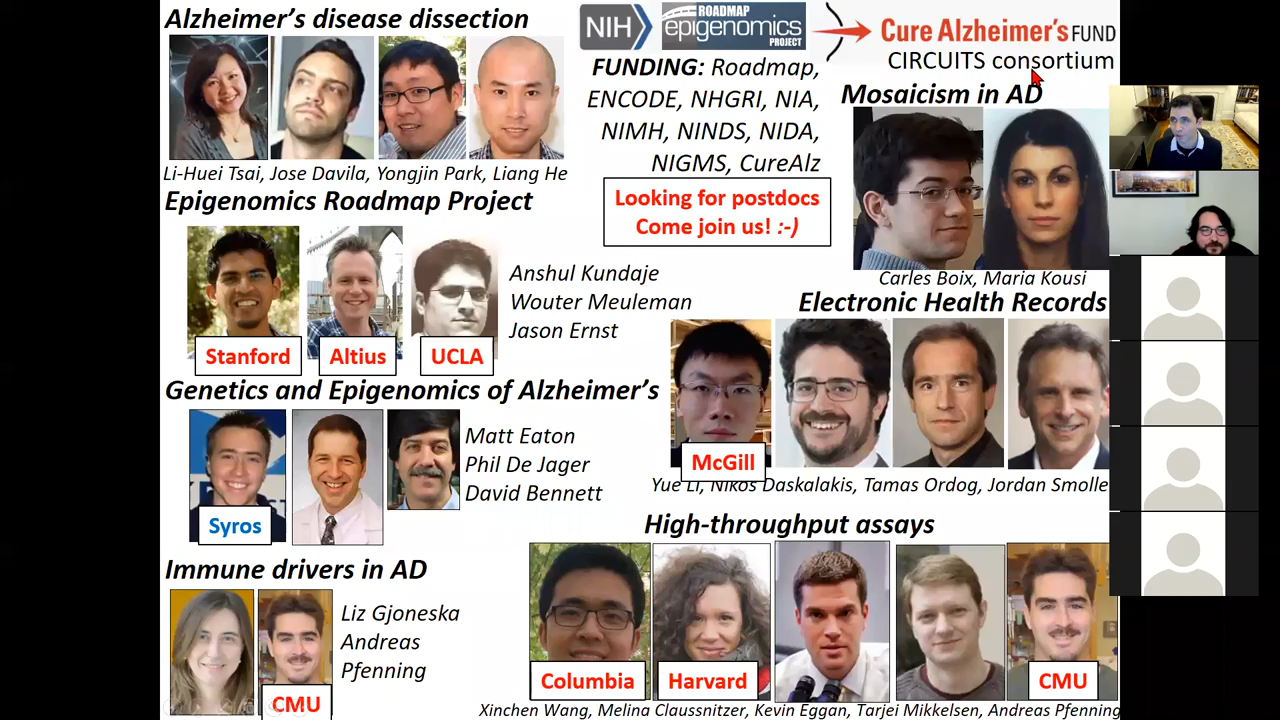 Alzheimer's disease dissection
Li-Huei Tsai, Jose Davila, Yongjin Park, Liang He
NIH
ROADMAP
epigenomics
PROJECT
Cure Alzheimer's FUND
CIRCUITS consortium
FUNDING: Roadmap,
ENCODE, NHGRI, NIA,
NIMH, NINDS, NIDA,
NIGMS, CureAlz
Looking for postdocs
Come join us! :-)
Mosaicism in AD
Carles Boix, Maria Kousi
Epigenomics Roadmap Project
Stanford
Altius
UCLA
Anshul Kundaje
Wouter Meuleman
Jason Ernst
Electronic Health Records
McGill
Yue Li, Nikos Daskalakis, Tamas Ordog, Jordan Smolle
Genetics and Epigenomics of Alzheimer's
Syros
Matt Eaton
Phil De Jager
David Bennett
High-throughput assays
Columbia
Harvard
CMU
Xinchen Wang, Melina Claussnitzer, Kevin Eggan, Tarjei Mikkelsen, Andreas Pfenning
Immune drivers in AD
CMU
Liz Gjoneska
Andreas
Pfenning